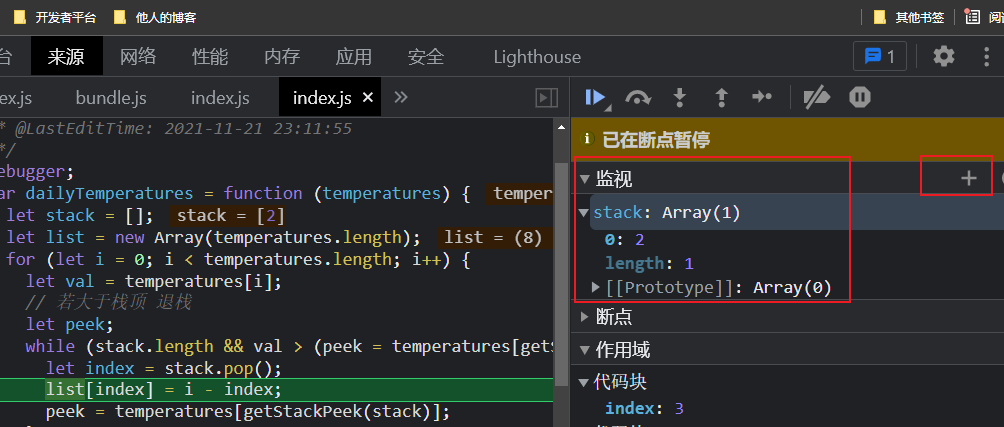 开发者平台 他人的博客 其他书签 阅
台 来源 网络 性能 内存 应用 安全 Lighthouse 1
ex.js bundle.js index.js index.js × »
已在断点暂停
* @LastEditTime: 2021-11-21 23:11:55
*/
ebugger;
ar dailyTemperatures = function (temperatures) { temper
let stack = []; stack = [2]
let list = new Array(temperatures.length); list = (8)
for (let i = 0; i < temperatures.length; i++) {
let val = temperatures[i];
// 若大于栈顶 退栈
let peek;
while (stack.length && val > (peek = temperatures[getS
let index = stack.pop();
list[index] = i - index;
peek = temperatures[getStackPeek(stack)];
监视 +
stack: Array(1)
0: 2
length: 1
[[Prototype]]: Array(0)
断点
作用域
代码块
index: 3